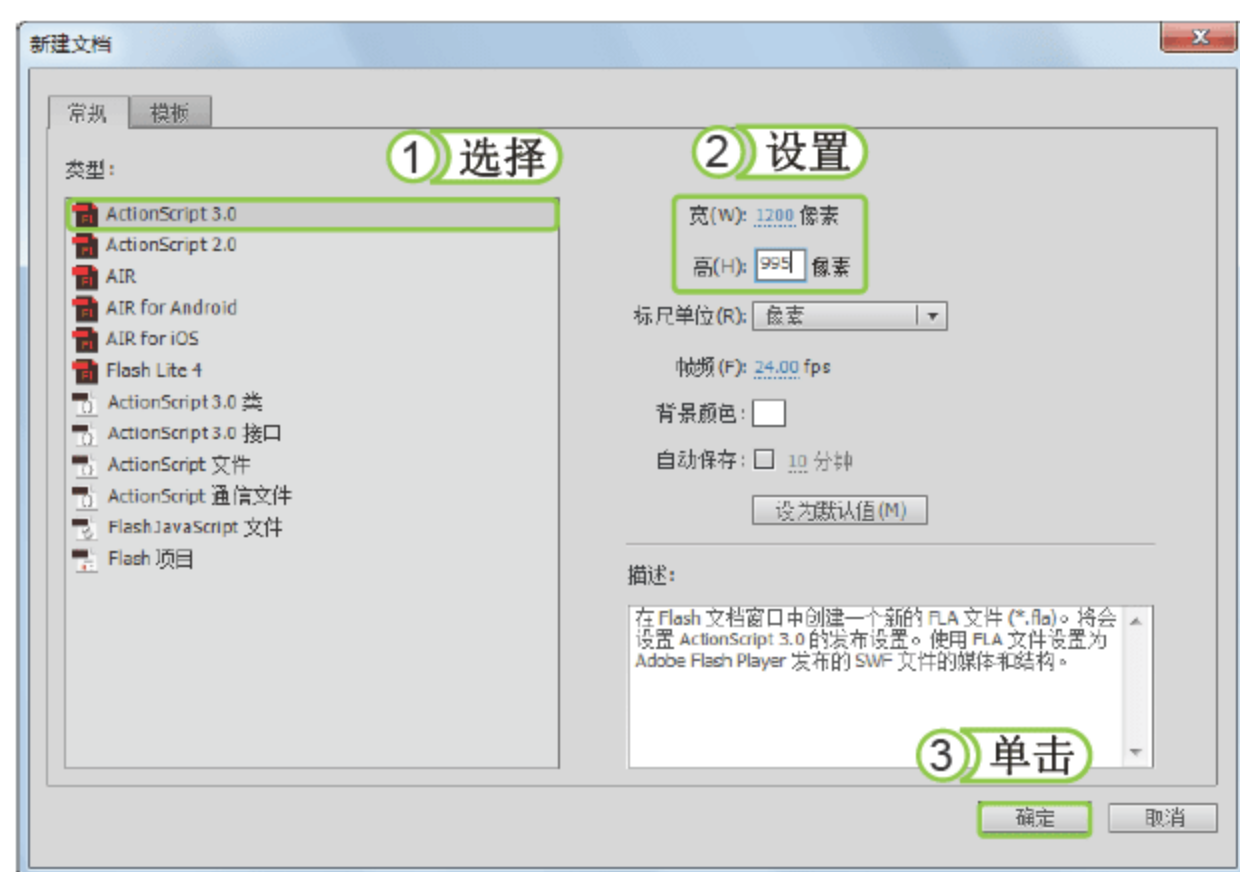 新建文档
常规 模板
① 选择
② 设置
类型:
ActionScript 3.0
ActionScript 2.0
AIR
AIR for Android
AIR for iOS
Flash Lite 4
ActionScript 3.0 类
ActionScript 3.0 接口
ActionScript 文件
ActionScript 通信文件
FlashJavaScript 文件
Flash 项目
宽(W): 1200 像素
高(H): 995 像素
标尺单位(R): 像素
帧频(F): 24.00 fps
背景颜色:
自动保存: 10 分钟
设为默认值(M)
描述:
在 Flash 文档窗口中创建一个新的 FLA 文件 (*.fla)。将会
设置 ActionScript 3.0 的发布设置。使用 FLA 文件设置为
Adobe Flash Player 发布的 SWF 文件的媒体和结构。
③ 单击
确定 取消